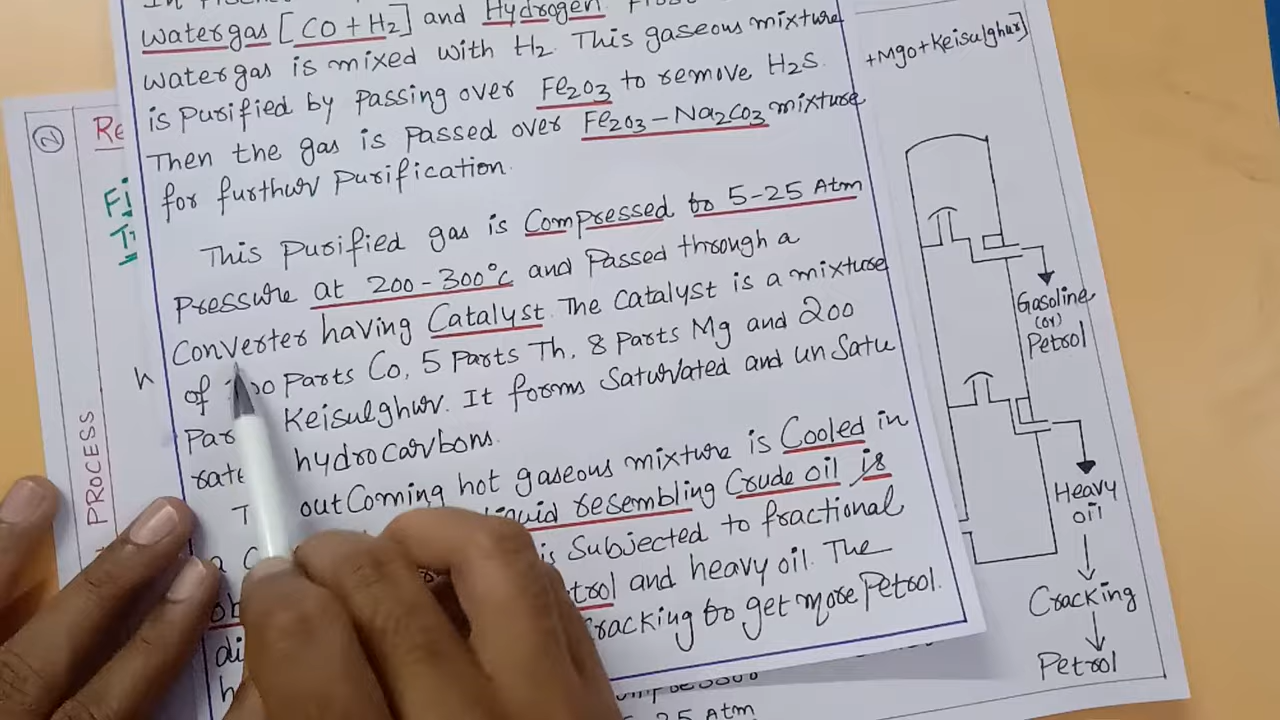 watergas [CO+H2] and Hydrogen.
watergas is mixed with H2. This gaseous mixture
is purified by passing over Fe2O3 to remove H2S.
Then the gas is passed over Fe2O3-Na2CO3 mixture
for furthur purification.
This purified gas is Compressed to 5-25 Atm
Pressure at 200-300°C and Passed through a
Converter having Catalyst. The Catalyst is a mixture
of Parts Co, 5 Parts Th, 8 Parts Mg and 200
Keisulghur. It forms Saturated and un Satu
hydrocarbons.
outComing hot gaseous mixture is Cooled in
resembling Crude oil is
is Subjected to fractional
and heavy oil. The
cracking to get more Petrol.
+Mgo+Keisulghur]
Gasoline
(or)
Petrol
Heavy
oil
Cracking
Petrol
2
PROCESS
Atm